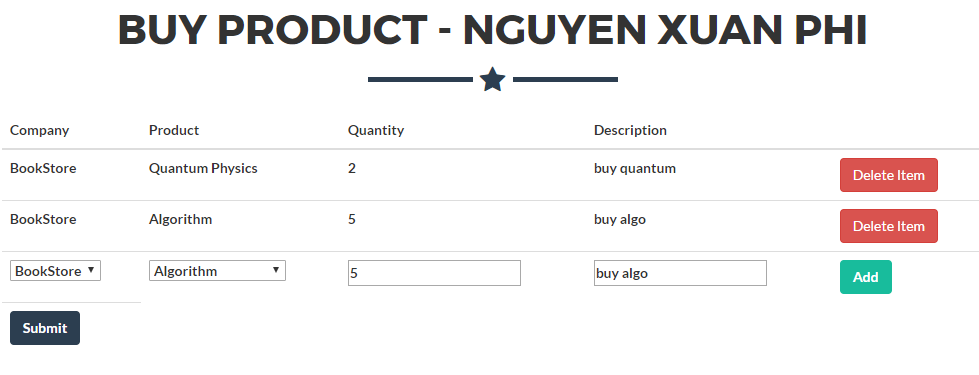 BUY PRODUCT - NGUYEN XUAN PHI
Company Product Quantity Description
BookStore Quantum Physics 2 buy quantum Delete Item
BookStore Algorithm 5 buy algo Delete Item
BookStore Algorithm 5 buy algo Add
Submit